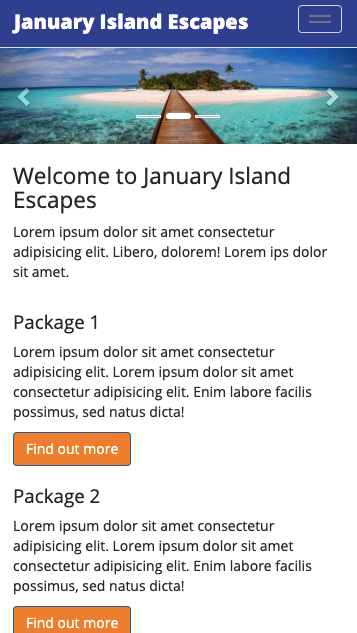 January Island Escapes
Welcome to January Island
Escapes
Lorem ipsum dolor sit amet consectetur
adipisicing elit. Libero, dolorem! Lorem ips dolor
sit amet.
Package 1
Lorem ipsum dolor sit amet consectetur
adipisicing elit. Lorem ipsum dolor sit amet
consectetur adipisicing elit. Enim labore facilis
possimus, sed natus dicta!
Find out more
Package 2
Lorem ipsum dolor sit amet consectetur
adipisicing elit. Lorem ipsum dolor sit amet
consectetur adipisicing elit. Enim labore facilis
possimus, sed natus dicta!
Find out more